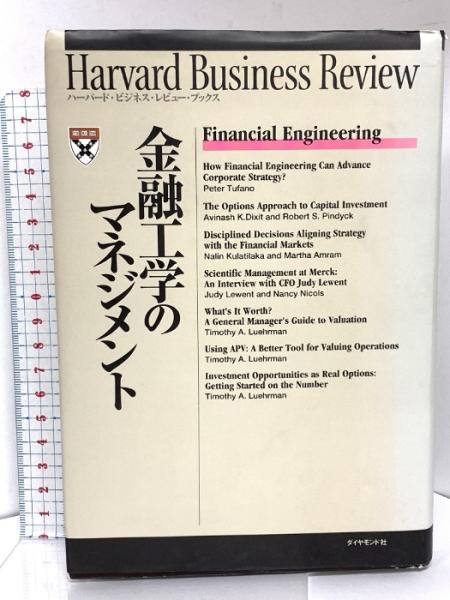 Harvard Business Review
ハーバード・ビジネス・レビュー・ブックス
金融工学の
マネジメント
Financial Engineering
How Financial Engineering Can Advance
Corporate Strategy?
Peter Tufano
The Options Approach to Capital Investment
Avinash K.Dixit and Robert S. Pindyck
Disciplined Decisions Aligning Strategy
with the Financial Markets
Nalin Kulatilaka and Martha Amram
Scientific Management at Merck:
An Interview with CFO Judy Lewent
Judy Lewent and Nancy Nicols
What's It Worth?
A General Manager's Guide to Valuation
Timothy A. Luehrman
Using APV: A Better Tool for Valuing Operations
Timothy A. Luehrman
Investment Opportunities as Real Options:
Getting Started on the Number
Timothy A. Luehrman
ダイヤモンド社